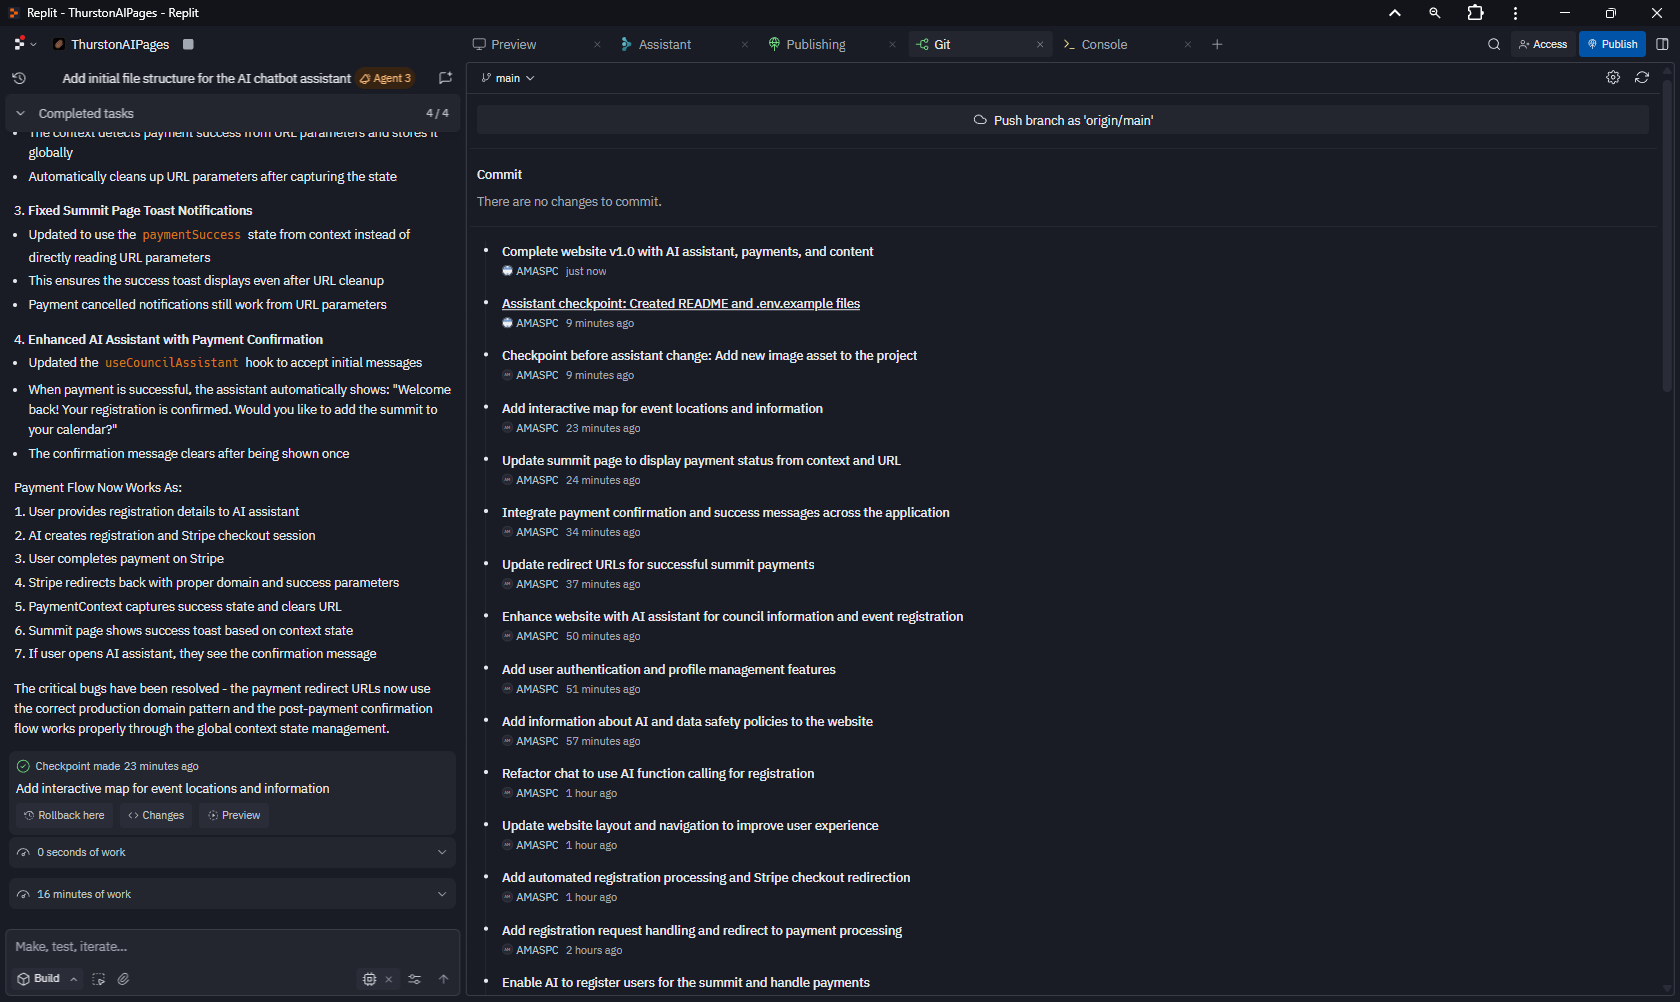 Replit - ThurstonAIPages - Replit
ThurstonAIPages
Preview
Assistant
Publishing
Git
Console
Access
Publish
Add initial file structure for the AI chatbot assistant
Agent 3
Completed tasks
4 / 4
The context detects payment success from URL parameters and stores it
globally
Automatically cleans up URL parameters after capturing the state
3. Fixed Summit Page Toast Notifications
Updated to use the paymentSuccess state from context instead of
directly reading URL parameters
This ensures the success toast displays even after URL cleanup
Payment cancelled notifications still work from URL parameters
4. Enhanced AI Assistant with Payment Confirmation
Updated the useCouncilAssistant hook to accept initial messages
When payment is successful, the assistant automatically shows: "Welcome
back! Your registration is confirmed. Would you like to add the summit to
your calendar?"
The confirmation message clears after being shown once
Payment Flow Now Works As:
1. User provides registration details to AI assistant
2. AI creates registration and Stripe checkout session
3. User completes payment on Stripe
4. Stripe redirects back with proper domain and success parameters
5. PaymentContext captures success state and clears URL
6. Summit page shows success toast based on context state
7. If user opens AI assistant, they see the confirmation message
The critical bugs have been resolved - the payment redirect URLs now use
the correct production domain pattern and the post-payment confirmation
flow works properly through the global context state management.
Checkpoint made 23 minutes ago
Add interactive map for event locations and information
Rollback here
Changes
Preview
0 seconds of work
16 minutes of work
Make, test, iterate...
Build
main
Push branch as 'origin/main'
Commit
There are no changes to commit.
Complete website v1.0 with AI assistant, payments, and content
AMASPC just now
Assistant checkpoint: Created README and .env.example files
AMASPC 9 minutes ago
Checkpoint before assistant change: Add new image asset to the project
AMASPC 9 minutes ago
Add interactive map for event locations and information
AMASPC 23 minutes ago
Update summit page to display payment status from context and URL
AMASPC 24 minutes ago
Integrate payment confirmation and success messages across the application
AMASPC 34 minutes ago
Update redirect URLs for successful summit payments
AMASPC 37 minutes ago
Enhance website with AI assistant for council information and event registration
AMASPC 50 minutes ago
Add user authentication and profile management features
AMASPC 51 minutes ago
Add information about AI and data safety policies to the website
AMASPC 57 minutes ago
Refactor chat to use AI function calling for registration
AMASPC 1 hour ago
Update website layout and navigation to improve user experience
AMASPC 1 hour ago
Add automated registration processing and Stripe checkout redirection
AMASPC 1 hour ago
Add registration request handling and redirect to payment processing
AMASPC 2 hours ago
Enable AI to register users for the summit and handle payments